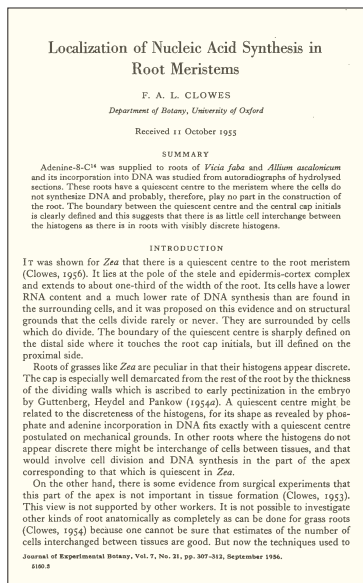 Localization of Nucleic Acid Synthesis in
Root Meristems
F. A. L. CLOWES
Department of Botany, University of Oxford
Received 11 October 1955
SUMMARY
Adenine-8-C¹⁴ was supplied to roots of Vicia faba and Allium ascalonicum
and its incorporation into DNA was studied from autoradiographs of hydrolysed
sections. These roots have a quiescent centre to the meristem where the cells do
not synthesize DNA and probably, therefore, play no part in the construction of
the root. The boundary between the quiescent centre and the central cap initials
is clearly defined and this suggests that there is as little cell interchange between
the histogens as there is in roots with visibly discrete histogens.
INTRODUCTION
IT was shown for Zea that there is a quiescent centre to the root meristem
(Clowes, 1956). It lies at the pole of the stele and epidermis-cortex complex
and extends to about one-third of the width of the root. Its cells have a lower
RNA content and a much lower rate of DNA synthesis than are found in
the surrounding cells, and it was proposed on this evidence and on structural
grounds that the cells divide rarely or never. They are surrounded by cells
which do divide. The boundary of the quiescent centre is sharply defined on
the distal side where it touches the root cap initials, but ill defined on the
proximal side.
Roots of grasses like Zea are peculiar in that their histogens appear discrete.
The cap is especially well demarcated from the rest of the root by the thickness
of the dividing walls which is ascribed to early pectinization in the embryo
by Guttenberg, Heydel and Pankow (1954a). A quiescent centre might be
related to the discreteness of the histogens, for its shape as revealed by phos-
phate and adenine incorporation in DNA fits exactly with a quiescent centre
postulated on mechanical grounds. In other roots where the histogens do not
appear discrete there might be interchange of cells between tissues, and that
would involve cell division and DNA synthesis in the part of the apex
corresponding to that which is quiescent in Zea.
On the other hand, there is some evidence from surgical experiments that
this part of the apex is not important in tissue formation (Clowes, 1953).
This view is not supported by other workers. It is not possible to investigate
other kinds of root anatomically as completely as can be done for grass roots
(Clowes, 1954) because one cannot be sure that estimates of the number of
cells interchanged between tissues are good. But now the techniques used to
Journal of Experimental Botany, Vol. 7, No. 21, pp. 307–312, September 1956.
5160.3